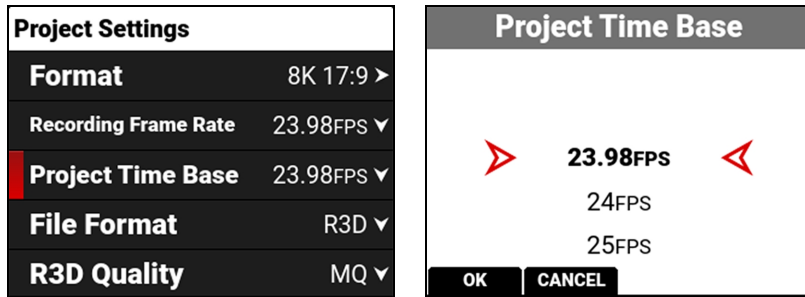 Project Settings
Format 8K 17:9
Recording Frame Rate 23.98FPS
Project Time Base 23.98FPS
File Format R3D
R3D Quality MQ
Project Time Base
23.98FPS
24FPS
25FPS
OK CANCEL